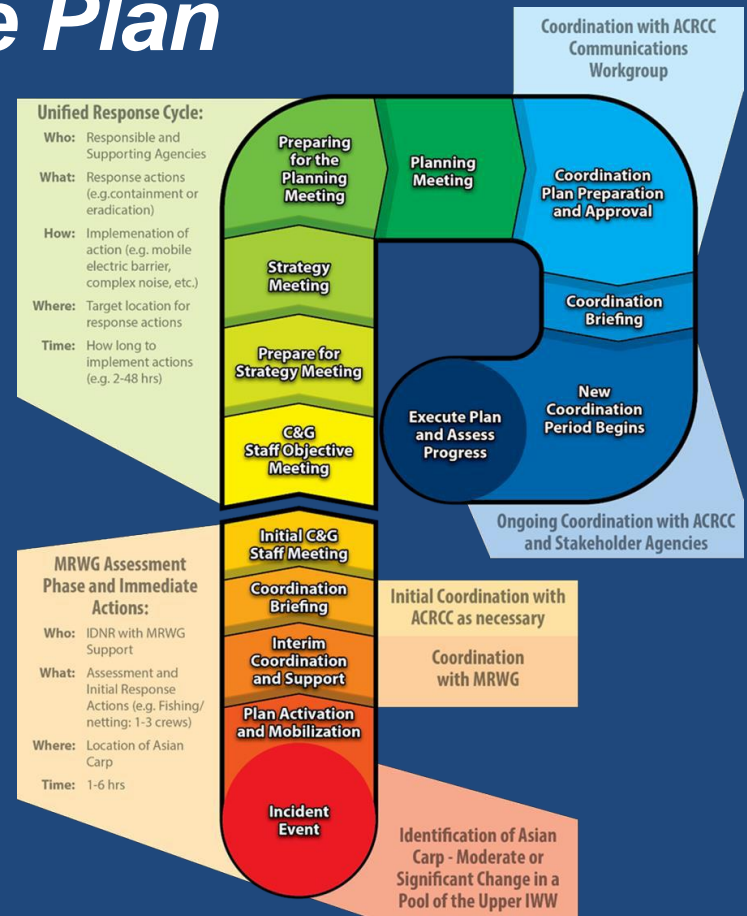 e Plan
Coordination with ACRCC
Communications
Workgroup
Unified Response Cycle:
Who: Responsible and
Supporting Agencies
What: Response actions
(e.g.containment or
eradication)
How: Implemenation of
action (e.g. mobile
electric barrier,
complex noise, etc.)
Where: Target location for
response actions
Time: How long to
implement actions
(e.g. 2-48 hrs)
Preparing
for the
Planning
Meeting
Planning
Meeting
Coordination
Plan Preparation
and Approval
Strategy
Meeting
Coordination
Briefing
Prepare for
Strategy Meeting
New
Coordination
Period Begins
Execute Plan
and Assess
Progress
C&G
Staff Objective
Meeting
Ongoing Coordination with ACRCC
and Stakeholder Agencies
Initial C&G
Staff Meeting
MRWG Assessment
Phase and Immediate
Actions:
Who: IDNR with MRWG
Support
What: Assessment and
Initial Response
Actions (e.g. Fishing/
netting: 1-3 crews)
Where: Location of Asian
Carp
Time: 1-6 hrs
Coordination
Briefing
Initial Coordination with
ACRCC as necessary
Interim
Coordination
and Support
Coordination
with MRWG
Plan Activation
and Mobilization
Incident
Event
Identification of Asian
Carp - Moderate or
Significant Change in a
Pool of the Upper IWW